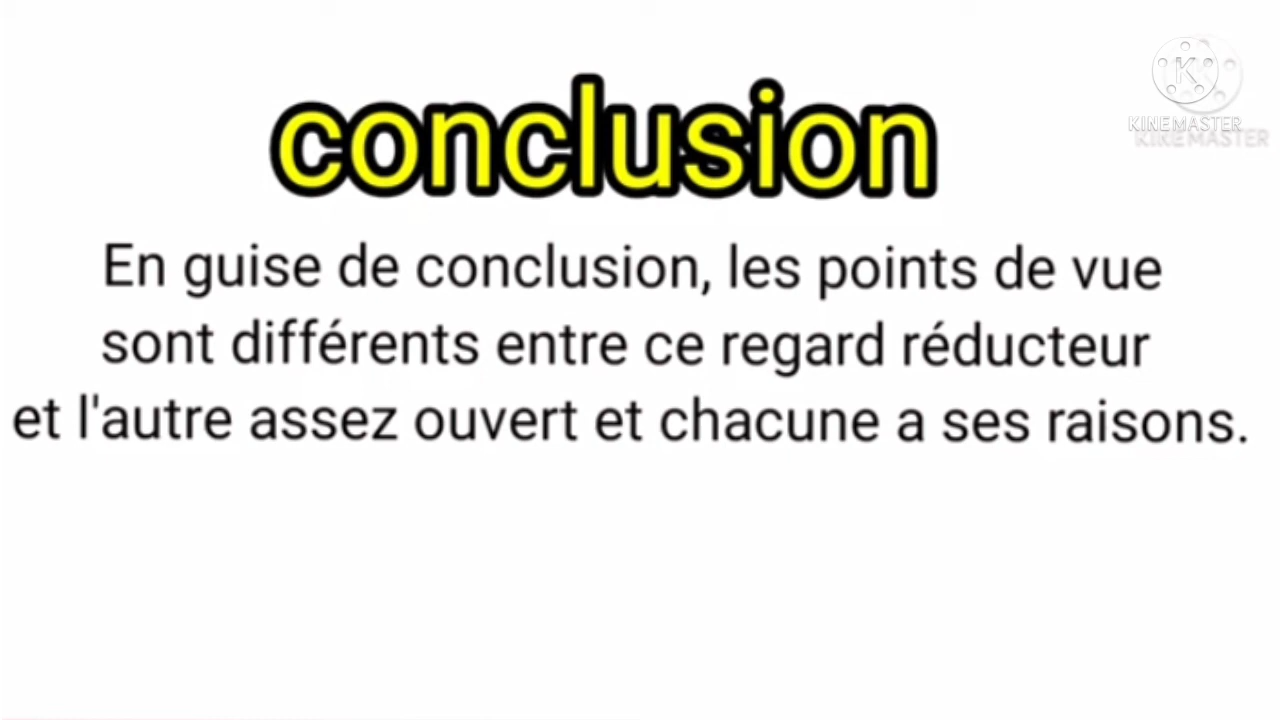 conclusion
En guise de conclusion, les points de vue
sont différents entre ce regard réducteur
et l'autre assez ouvert et chacune a ses raisons.
K
KINEMASTER
KINEMASTER